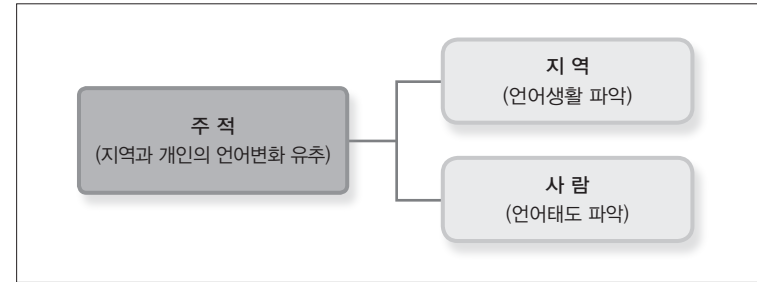 주 적
(지역과 개인의 언어변화 유추)
지 역
(언어생활 파악)
사 람
(언어태도 파악)